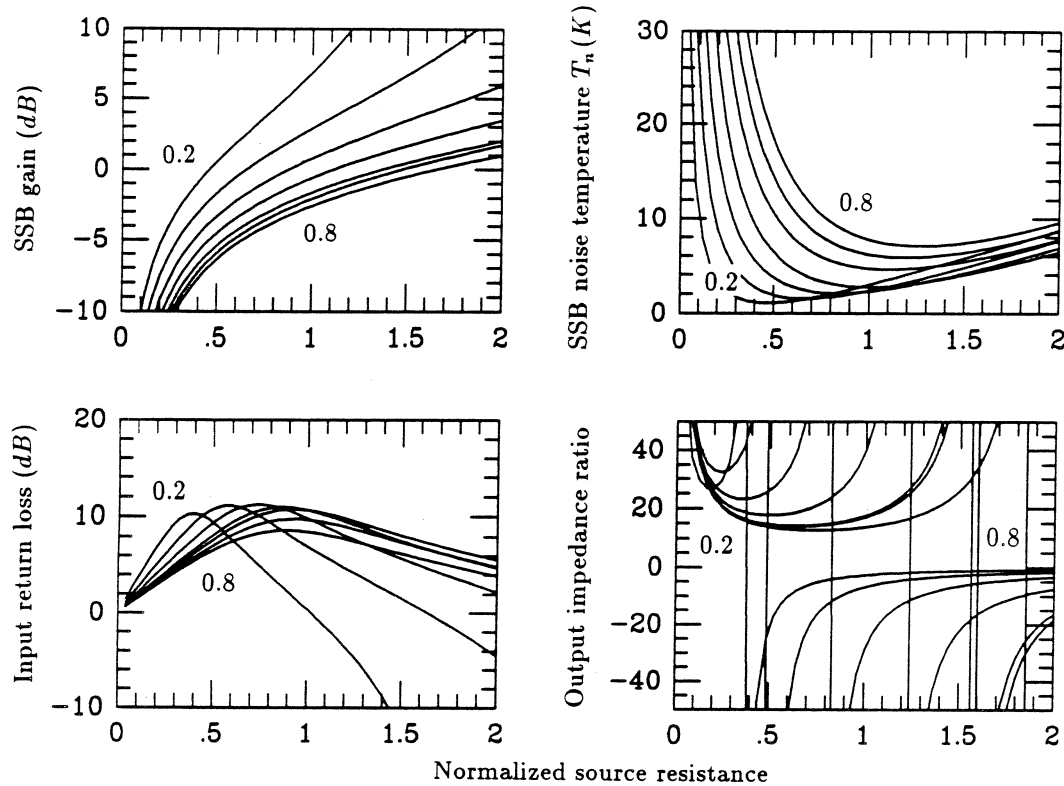 SSB gain (dB)
10
5
0
−5
−10
0.2
0.8
0 .5 1 1.5 2
SSB noise temperature Tn (K)
30
20
10
0
0.8
0.2
0 .5 1 1.5 2
Input return loss (dB)
20
10
0
−10
0.2
0.8
0 .5 1 1.5 2
Output impedance ratio
40
20
0
−20
−40
0.2
0.8
0 .5 1 1.5 2
Normalized source resistance